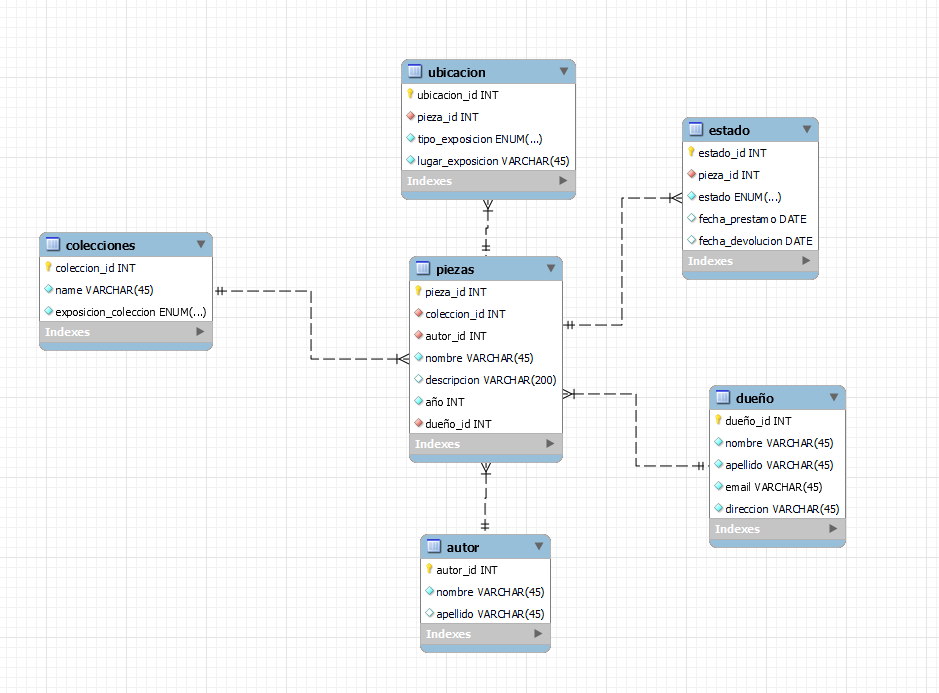 ubicacion
ubicacion_id INT
pieza_id INT
tipo_exposicion ENUM(...)
lugar_exposicion VARCHAR(45)
Indexes
estado
estado_id INT
pieza_id INT
estado ENUM(...)
fecha_prestamo DATE
fecha_devolucion DATE
Indexes
colecciones
coleccion_id INT
name VARCHAR(45)
exposicion_coleccion ENUM(...)
Indexes
piezas
pieza_id INT
coleccion_id INT
autor_id INT
nombre VARCHAR(45)
descripcion VARCHAR(200)
año INT
dueño_id INT
Indexes
dueño
dueño_id INT
nombre VARCHAR(45)
apellido VARCHAR(45)
email VARCHAR(45)
direccion VARCHAR(45)
Indexes
autor
autor_id INT
nombre VARCHAR(45)
apellido VARCHAR(45)
Indexes